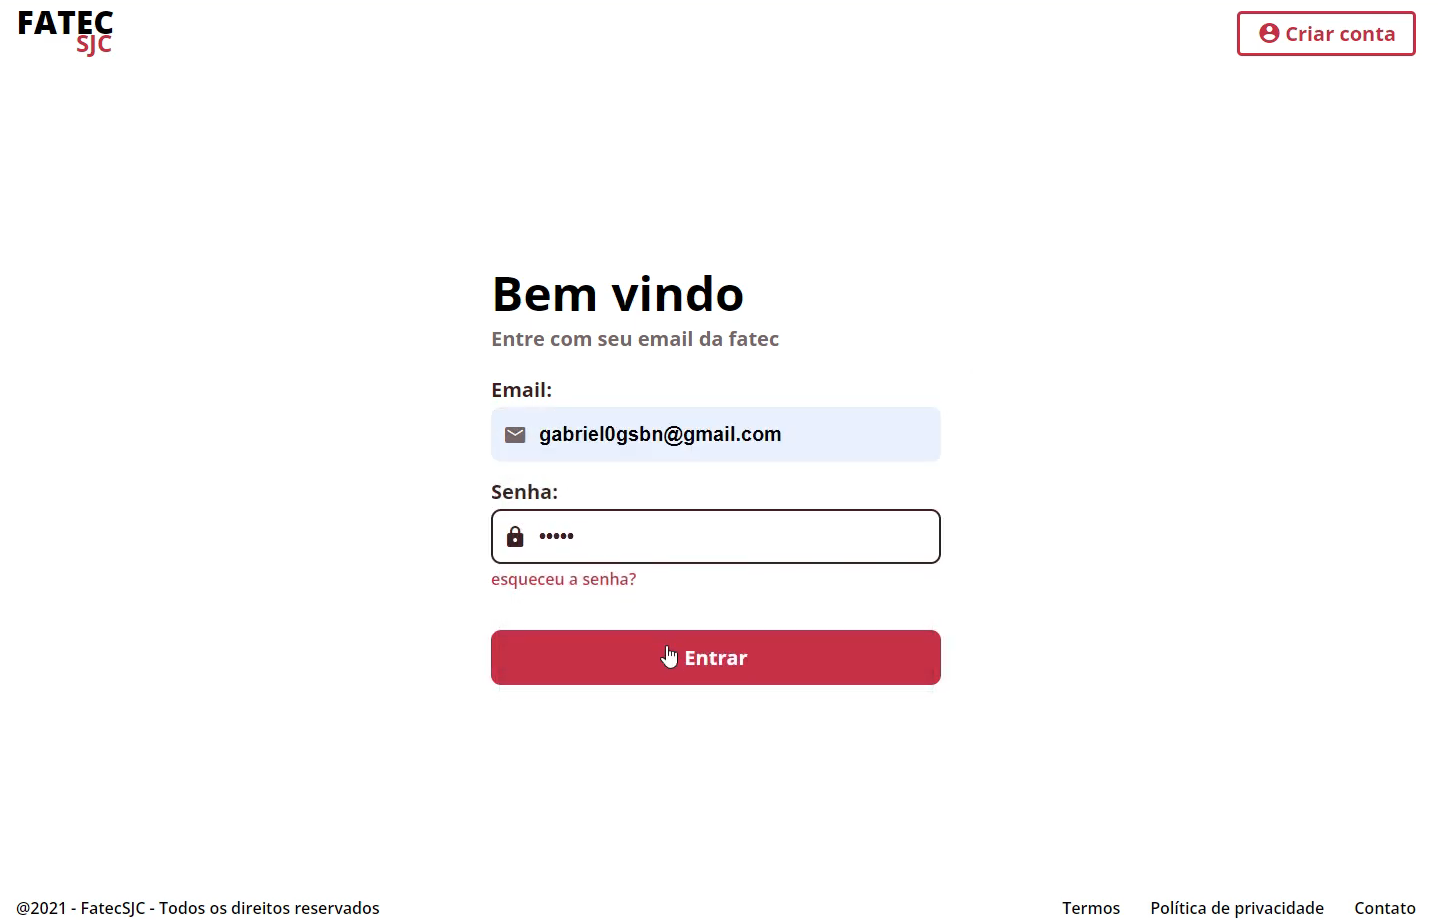 FATEC
SJC
Criar conta
Bem vindo
Entre com seu email da fatec
Email:
gabriel0gsbn@gmail.com
Senha:
•••••
esqueceu a senha?
Entrar
@2021 - FatecSJC - Todos os direitos reservados
Termos
Política de privacidade
Contato